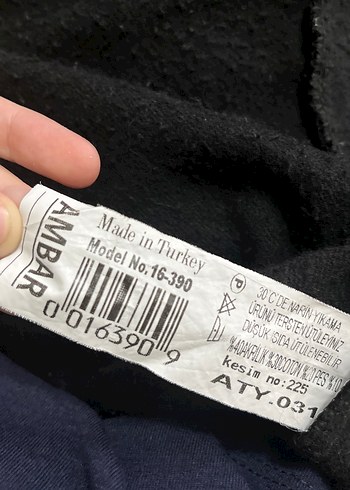 AMBAR
Made in Turkey
Model No.16-390
0 016390 9
P
30°C'DE NARİN YIKAMA
ÜRÜNÜ TERSTEN ÜTÜLEYİNİZ
DÜŞÜK ISIDA ÜTÜLENEBİLİR
kesim no:225
ATY.031